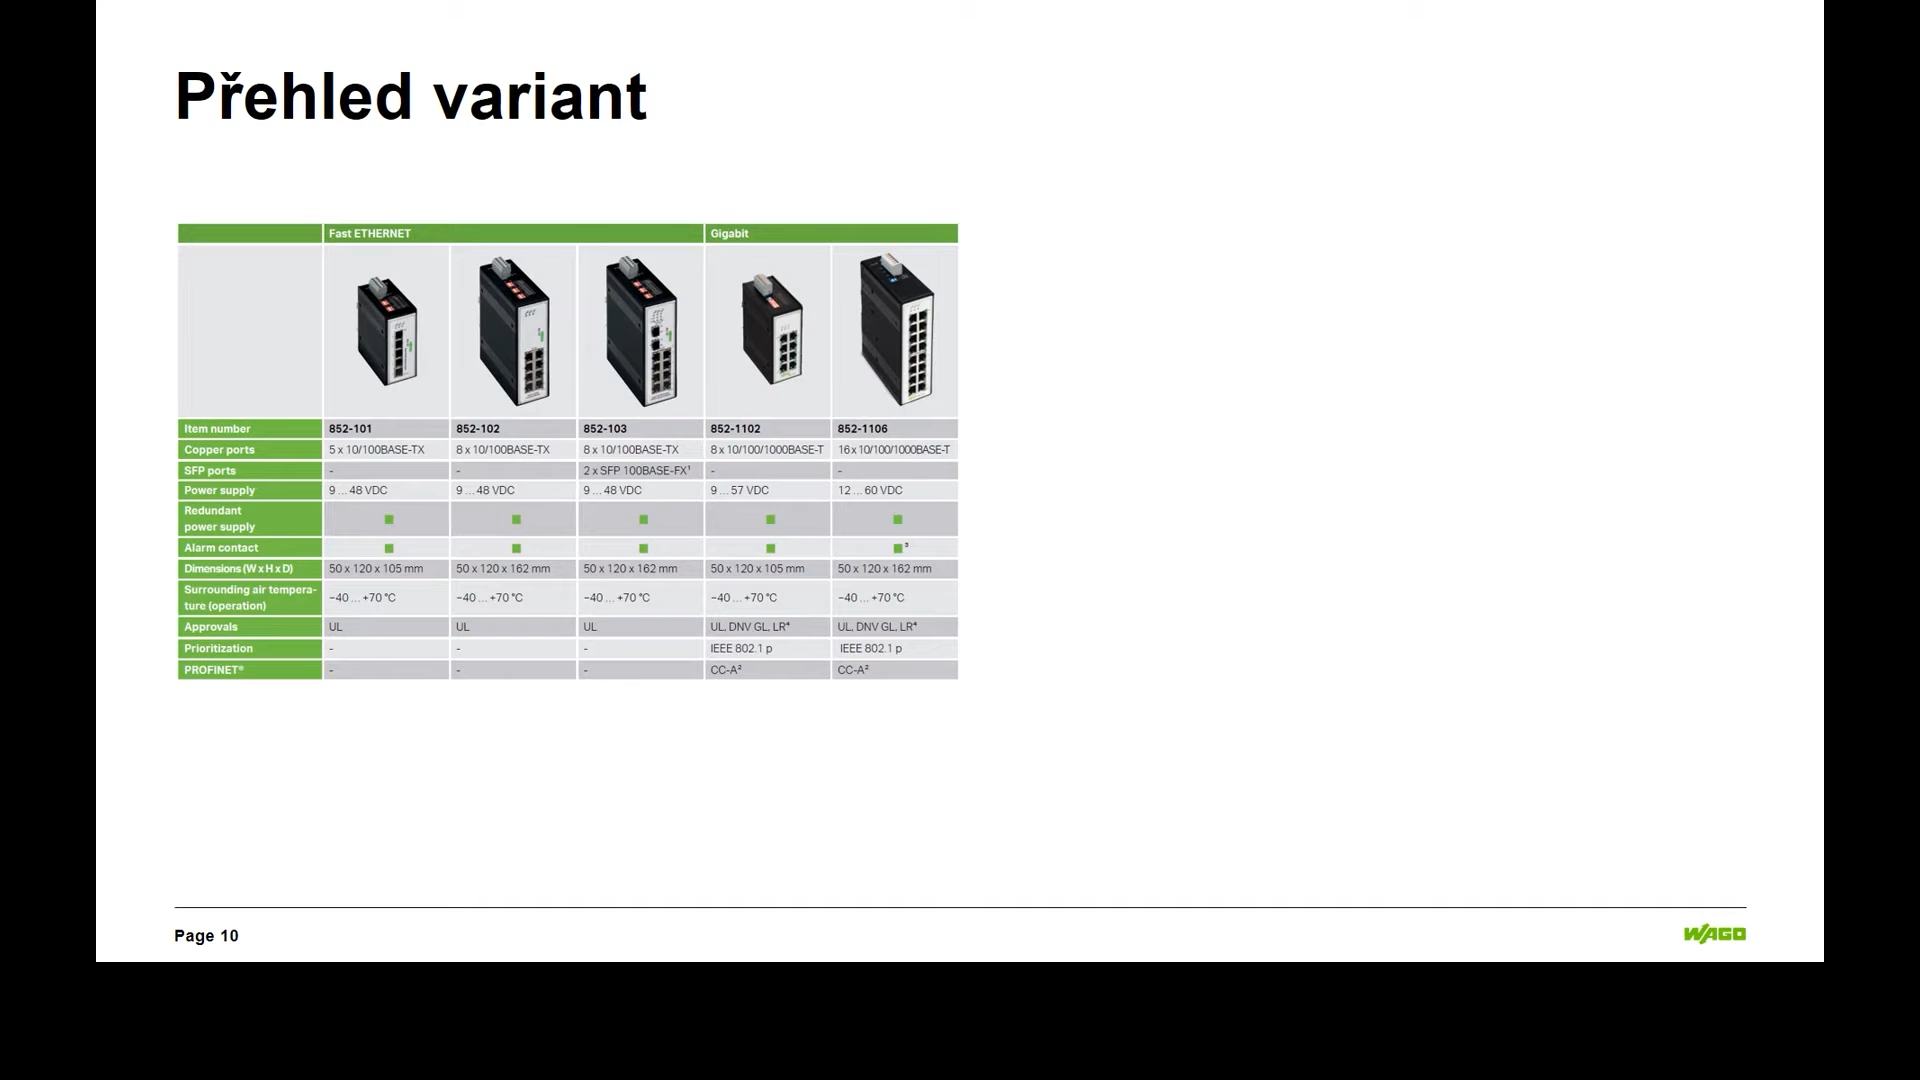 Přehled variant
Fast ETHERNET Gigabit
Item number 852-101 852-102 852-103 852-1102 852-1106
Copper ports 5 x 10/100BASE-TX 8 x 10/100BASE-TX 8 x 10/100BASE-TX 8 x 10/100/1000BASE-T 16 x 10/100/1000BASE-T
SFP ports - - 2 x SFP 100BASE-FX¹ - -
Power supply 9 … 48 VDC 9 … 48 VDC 9 … 48 VDC 9 … 57 VDC 12 … 60 VDC
Redundant
power supply ■ ■ ■ ■ ■
Alarm contact ■ ■ ■ ■ ■³
Dimensions (W x H x D) 50 x 120 x 105 mm 50 x 120 x 162 mm 50 x 120 x 162 mm 50 x 120 x 105 mm 50 x 120 x 162 mm
Surrounding air tempera-
ture (operation) −40 … +70 °C −40 … +70 °C −40 … +70 °C −40 … +70 °C −40 … +70 °C
Approvals UL UL UL UL, DNV GL, LR⁴ UL, DNV GL, LR⁴
Prioritization - - - IEEE 802.1 p IEEE 802.1 p
PROFINET® - - - CC-A² CC-A²
Page 10
WAGO